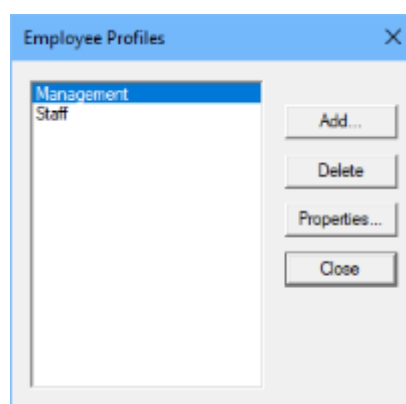 Employee Profiles
Management
Staff
Add...
Delete
Properties...
Close